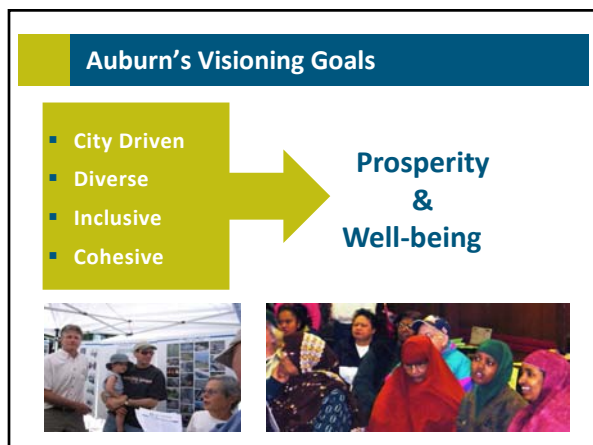 Auburn's Visioning Goals
▪ City Driven
▪ Diverse
▪ Inclusive
▪ Cohesive
Prosperity
&
Well-being